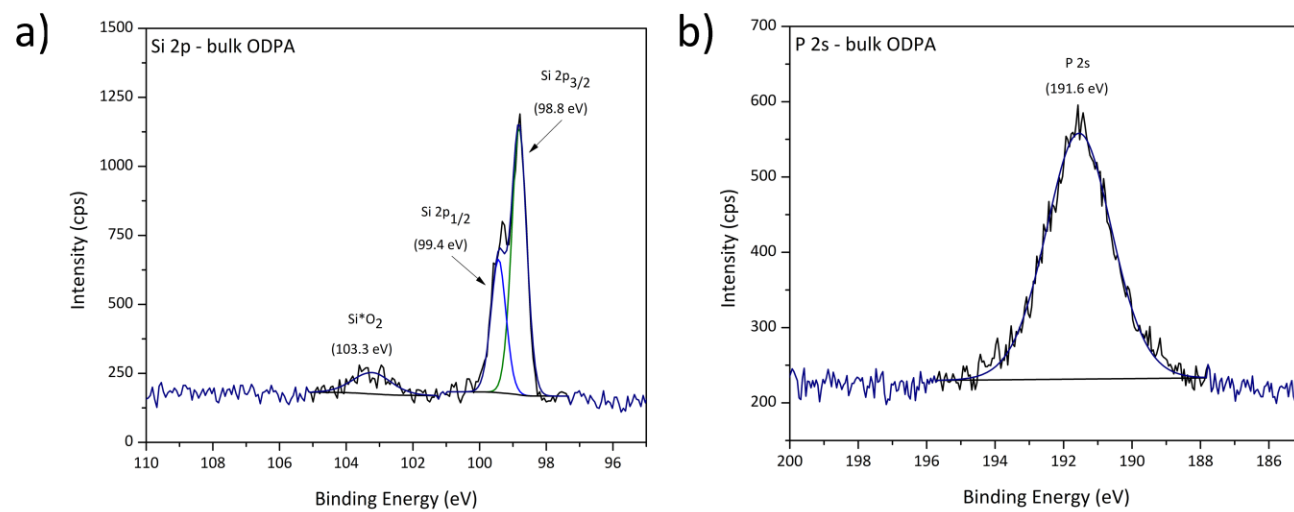 a)
Si 2p - bulk ODPA
Si 2p3/2
(98.8 eV)
Si 2p1/2
(99.4 eV)
Si*O2
(103.3 eV)
1500
1250
1000
750
500
250
0
Intensity (cps)
110 108 106 104 102 100 98 96
Binding Energy (eV)
b)
P 2s - bulk ODPA
P 2s
(191.6 eV)
700
600
500
400
300
200
Intensity (cps)
200 198 196 194 192 190 188 186
Binding Energy (eV)